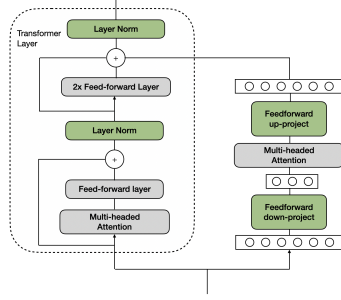 Transformer
Layer
Layer Norm
+
2x Feed-forward Layer
Layer Norm
+
Feed-forward layer
Multi-headed
Attention
Feedforward
up-project
Multi-headed
Attention
Feedforward
down-project